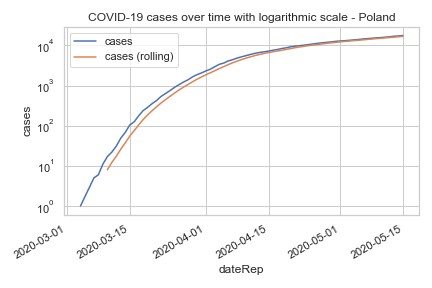 COVID-19 cases over time with logarithmic scale - Poland
cases
cases (rolling)
10⁴
10³
10²
10¹
10⁰
cases
2020-03-01
2020-03-15
2020-04-01
2020-04-15
2020-05-01
2020-05-15
dateRep